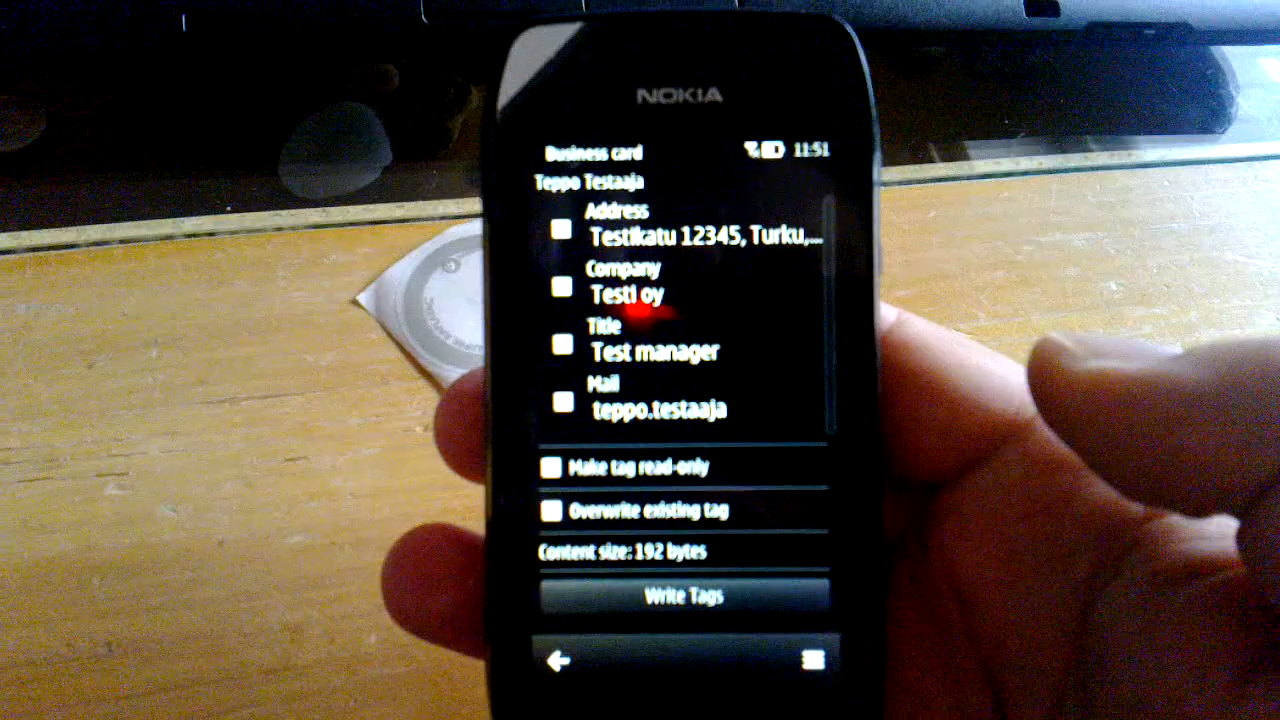 NOKIA
Business card 11:51
Teppo Testaaja
Address
Testikatu 12345, Turku,...
Company
Testi oy
Title
Test manager
Mail
teppo.testaaja
Make tag read-only
Overwrite existing tag
Content size: 192 bytes
Write Tags